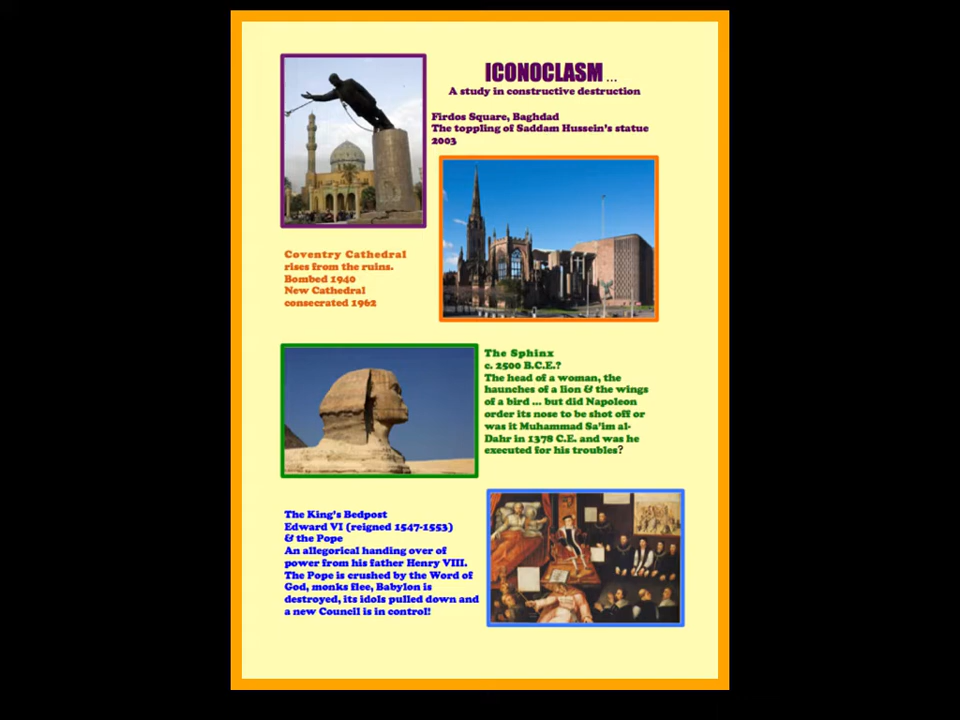 ICONOCLASM ...
A study in constructive destruction
Firdos Square, Baghdad
The toppling of Saddam Hussein's statue
2003
Coventry Cathedral
rises from the ruins.
Bombed 1940
New Cathedral
consecrated 1962
The Sphinx
c. 2500 B.C.E.?
The head of a woman, the
haunches of a lion & the wings
of a bird ... but did Napoleon
order its nose to be shot off or
was it Muhammad Sa'im al-
Dahr in 1378 C.E. and was he
executed for his troubles?
The King's Bedpost
Edward VI (reigned 1547-1553)
& the Pope
An allegorical handing over of
power from his father Henry VIII.
The Pope is crushed by the Word of
God, monks flee, Babylon is
destroyed, its idols pulled down and
a new Council is in control!